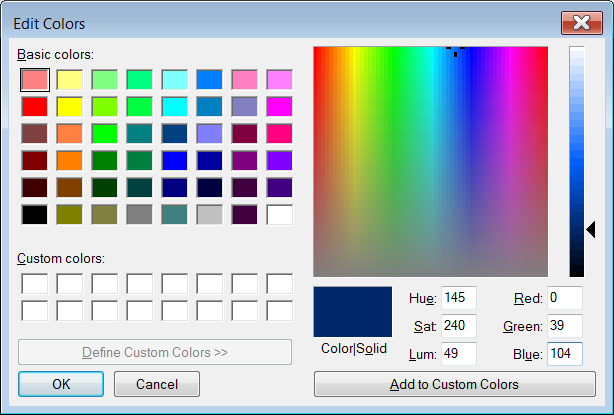 Edit Colors
Basic colors:
Custom colors:
Define Custom Colors >>
OK
Cancel
Color|Solid
Hue: 145
Sat: 240
Lum: 49
Red: 0
Green: 39
Blue: 104
Add to Custom Colors